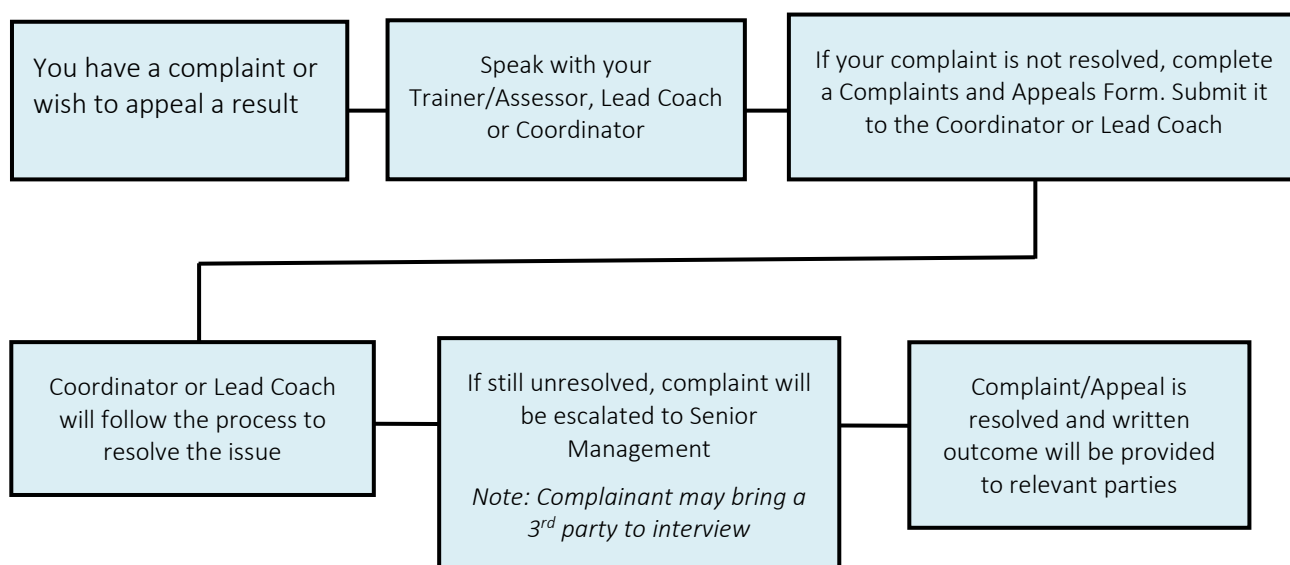 You have a complaint or
wish to appeal a result
Speak with your
Trainer/Assessor, Lead Coach
or Coordinator
If your complaint is not resolved, complete
a Complaints and Appeals Form. Submit it
to the Coordinator or Lead Coach
Coordinator or Lead Coach
will follow the process to
resolve the issue
If still unresolved, complaint will
be escalated to Senior
Management
Note: Complainant may bring a
3rd party to interview
Complaint/Appeal is
resolved and written
outcome will be provided
to relevant parties